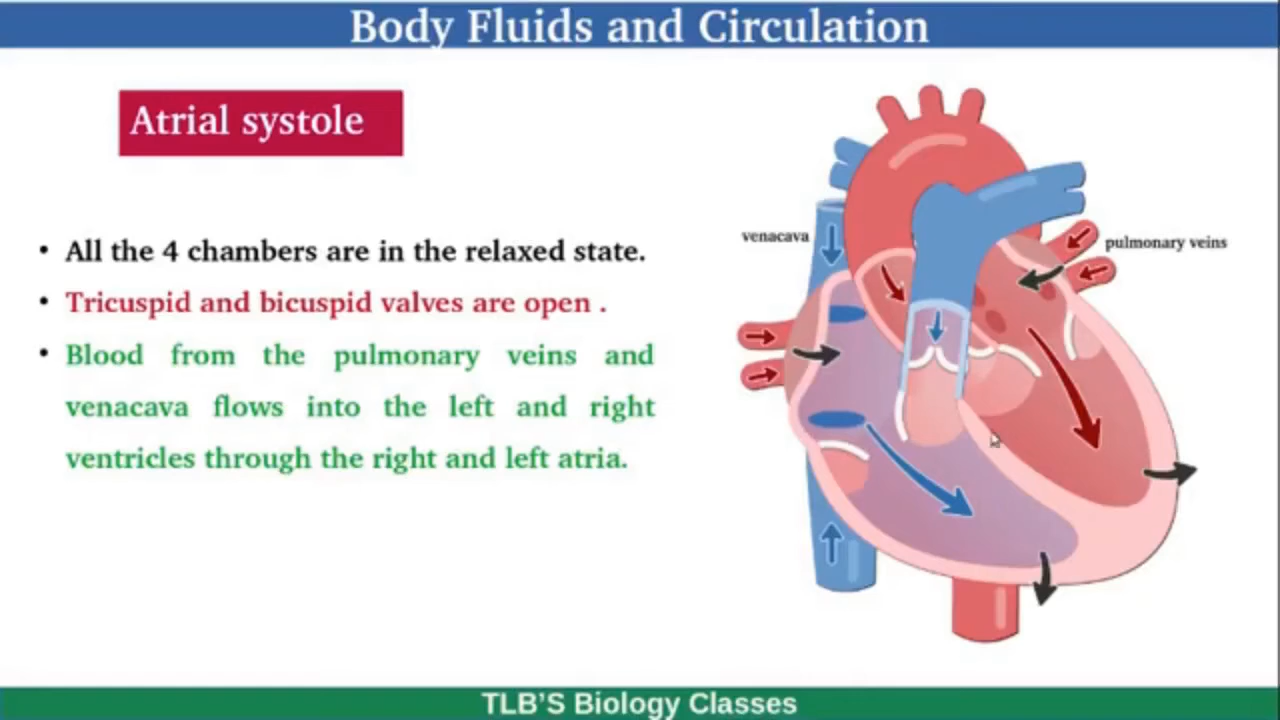 Body Fluids and Circulation
Atrial systole
• All the 4 chambers are in the relaxed state.
• Tricuspid and bicuspid valves are open .
• Blood from the pulmonary veins and
venacava flows into the left and right
ventricles through the right and left atria.
venacava
pulmonary veins
TLB'S Biology Classes